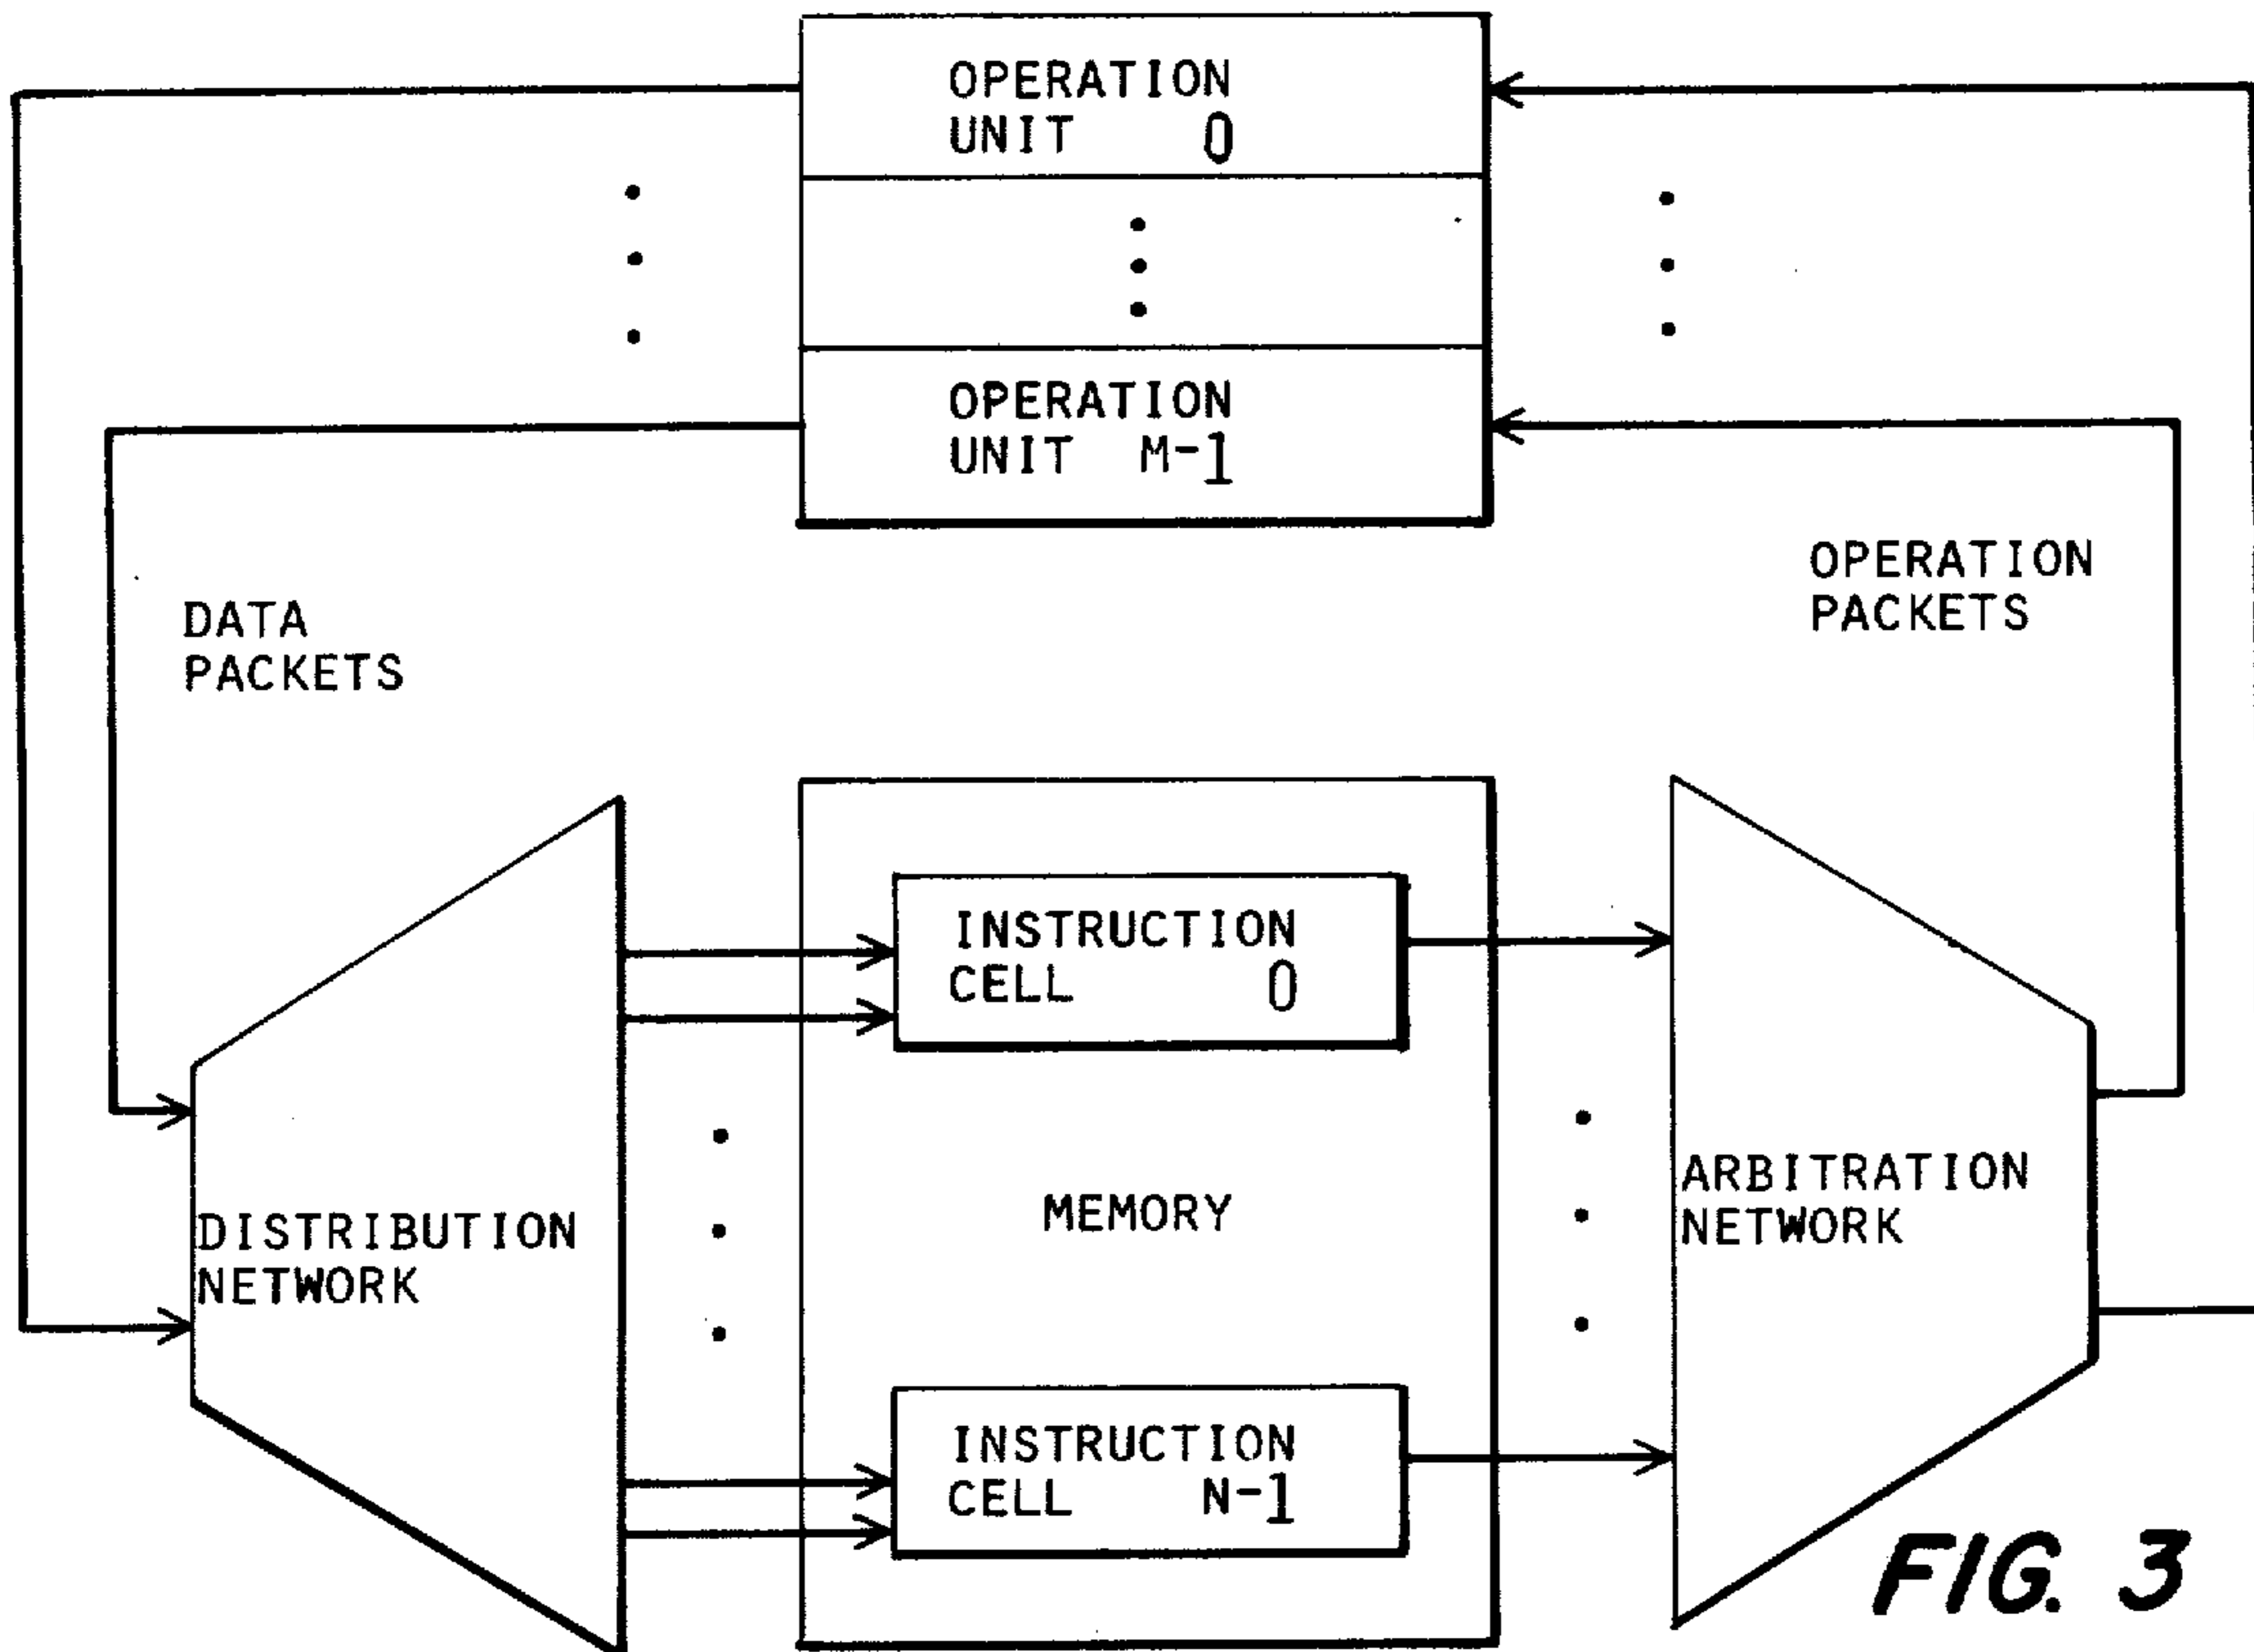 OPERATION
UNIT 0
OPERATION
UNIT M-1
DATA
PACKETS
OPERATION
PACKETS
INSTRUCTION
CELL 0
MEMORY
DISTRIBUTION
NETWORK
ARBITRATION
NETWORK
INSTRUCTION
CELL N-1
FIG. 3